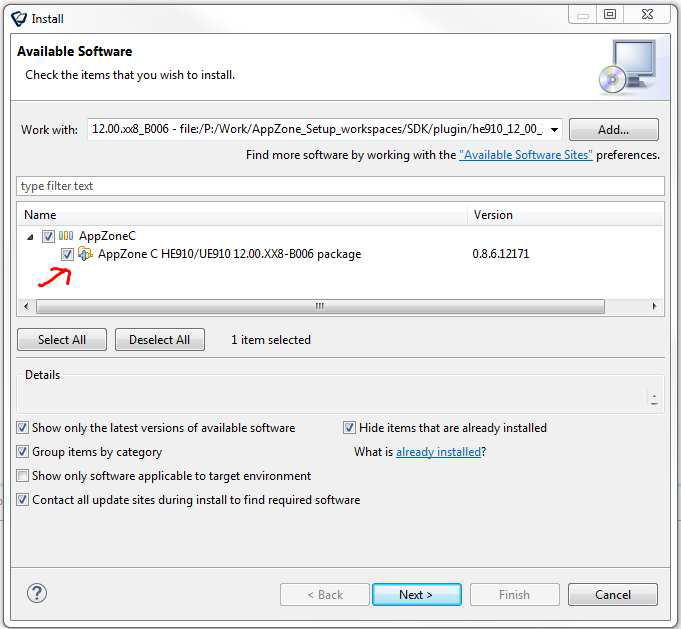 Install
Available Software
Check the items that you wish to install.
Work with: 12.00.xx8_B006 - file:/P:/Work/AppZone_Setup_workspaces/SDK/plugin/he910_12_00_ Add...
Find more software by working with the "Available Software Sites" preferences.
type filter text
Name Version
AppZoneC
AppZone C HE910/UE910 12.00.XX8-B006 package 0.8.6.12171
Select All Deselect All 1 item selected
Details
Show only the latest versions of available software Hide items that are already installed
Group items by category What is already installed?
Show only software applicable to target environment
Contact all update sites during install to find required software
? < Back Next > Finish Cancel